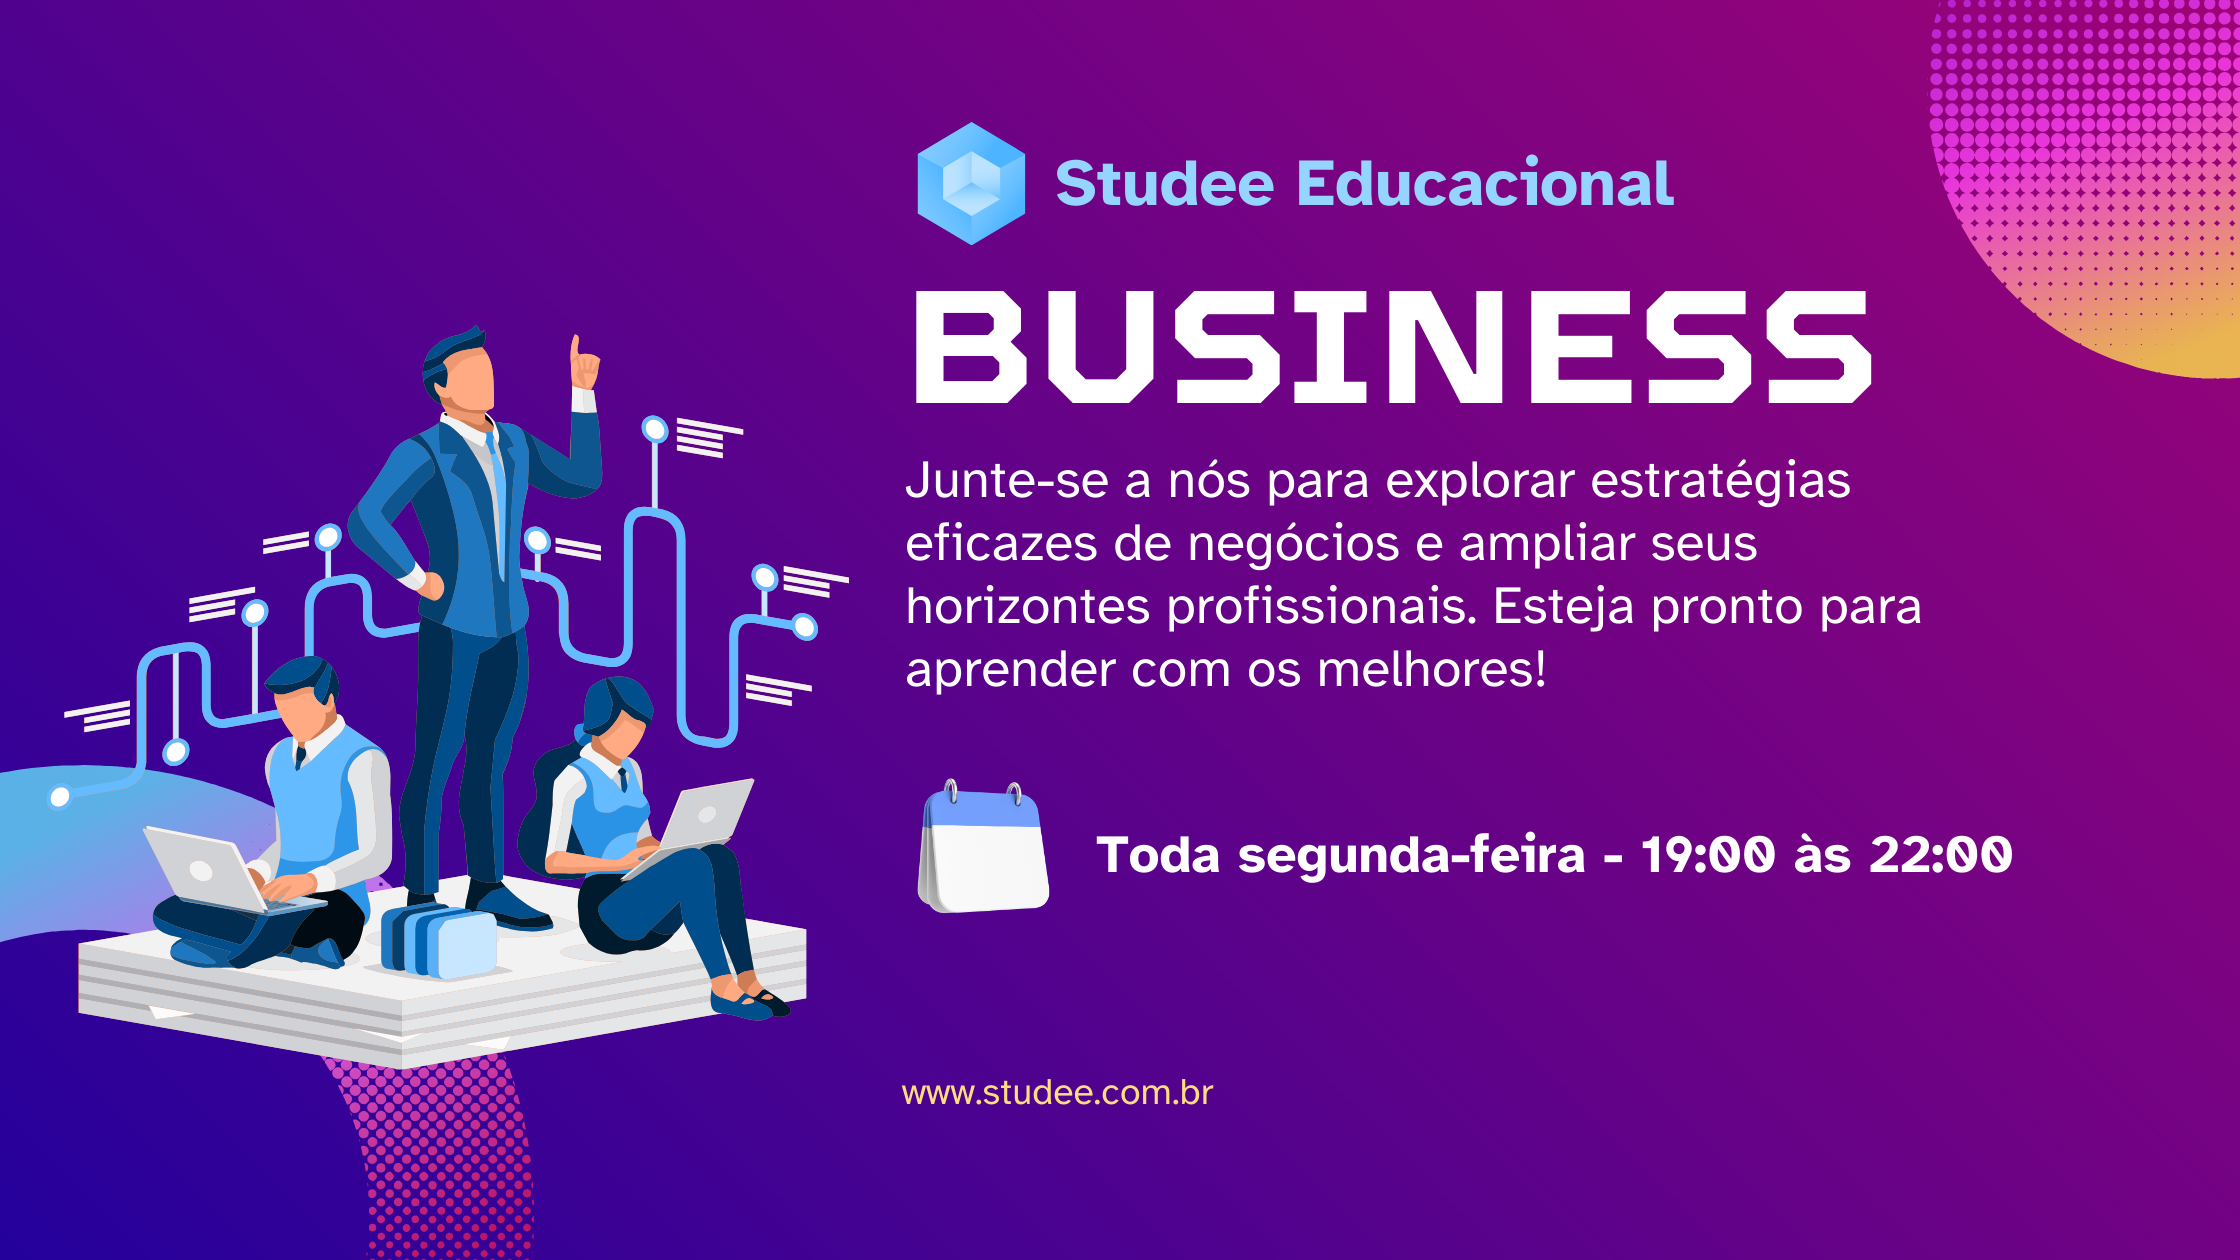 Studee Educacional
BUSINESS
Junte-se a nós para explorar estratégias
eficazes de negócios e ampliar seus
horizontes profissionais. Esteja pronto para
aprender com os melhores!
Toda segunda-feira - 19:00 às 22:00
www.studee.com.br